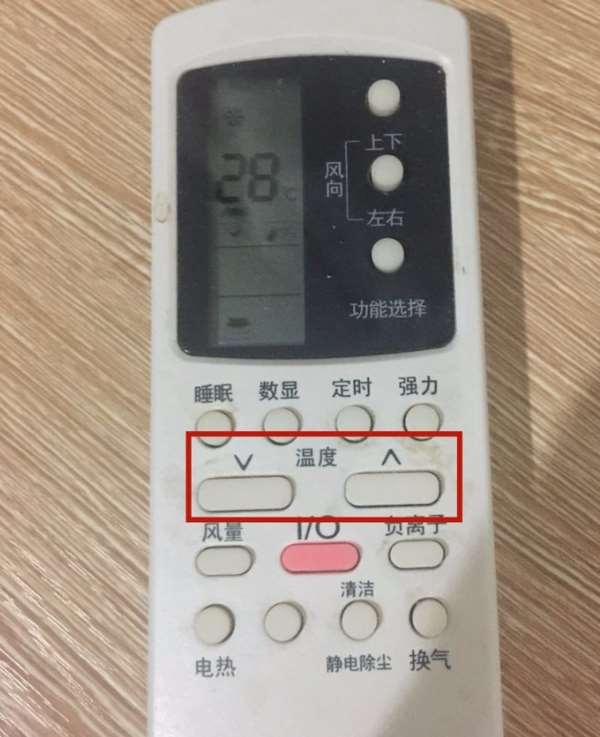 28℃
上下
风向
左右
功能选择
睡眠 数显 定时 强力
∨ 温度 ∧
风量 I/O 负离子
清洁
电热 静电除尘 换气